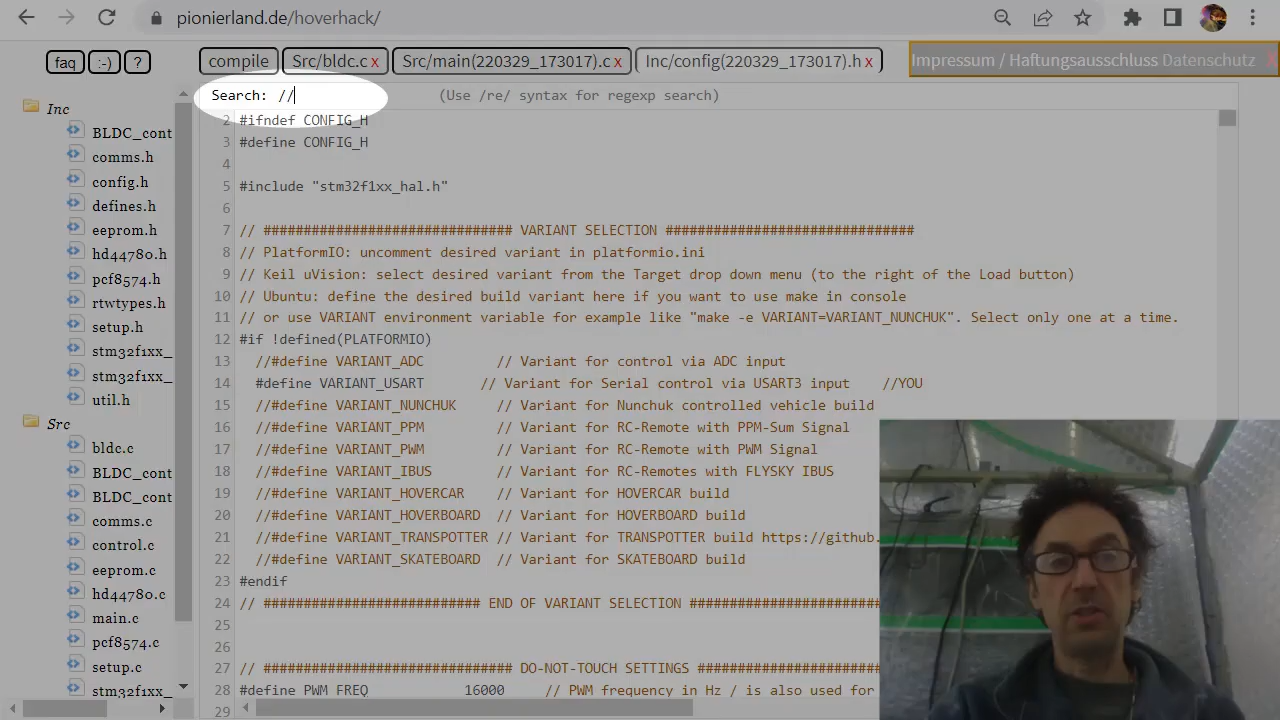 pionierland.de/hoverhack/
faq :-) ? compile Src/bldc.c x Src/main(220329_173017).c x Inc/config(220329_173017).h x Impressum / Haftungsausschluss Datenschutz x
Search: // (Use /re/ syntax for regexp search)
Inc
BLDC_cont
comms.h
config.h
defines.h
eeprom.h
hd44780.h
pcf8574.h
rtwtypes.h
setup.h
stm32f1xx_
stm32f1xx_
util.h
Src
bldc.c
BLDC_cont
BLDC_cont
comms.c
control.c
eeprom.c
hd44780.c
main.c
pcf8574.c
setup.c
stm32f1xx_
2 #ifndef CONFIG_H
3 #define CONFIG_H
4
5 #include "stm32f1xx_hal.h"
6
7 // ############################### VARIANT SELECTION ###############################
8 // PlatformIO: uncomment desired variant in platformio.ini
9 // Keil uVision: select desired variant from the Target drop down menu (to the right of the Load button)
10 // Ubuntu: define the desired build variant here if you want to use make in console
11 // or use VARIANT environment variable for example like "make -e VARIANT=VARIANT_NUNCHUK". Select only one at a time.
12 #if !defined(PLATFORMIO)
13 //#define VARIANT_ADC // Variant for control via ADC input
14 #define VARIANT_USART // Variant for Serial control via USART3 input //YOU
15 //#define VARIANT_NUNCHUK // Variant for Nunchuk controlled vehicle build
16 //#define VARIANT_PPM // Variant for RC-Remote with PPM-Sum Signal
17 //#define VARIANT_PWM // Variant for RC-Remote with PWM Signal
18 //#define VARIANT_IBUS // Variant for RC-Remotes with FLYSKY IBUS
19 //#define VARIANT_HOVERCAR // Variant for HOVERCAR build
20 //#define VARIANT_HOVERBOARD // Variant for HOVERBOARD build
21 //#define VARIANT_TRANSPOTTER // Variant for TRANSPOTTER build https://github.
22 //#define VARIANT_SKATEBOARD // Variant for SKATEBOARD build
23 #endif
24 // ########################### END OF VARIANT SELECTION ########################
25
26
27 // ############################### DO-NOT-TOUCH SETTINGS #######################
28 #define PWM_FREQ 16000 // PWM frequency in Hz / is also used for
29